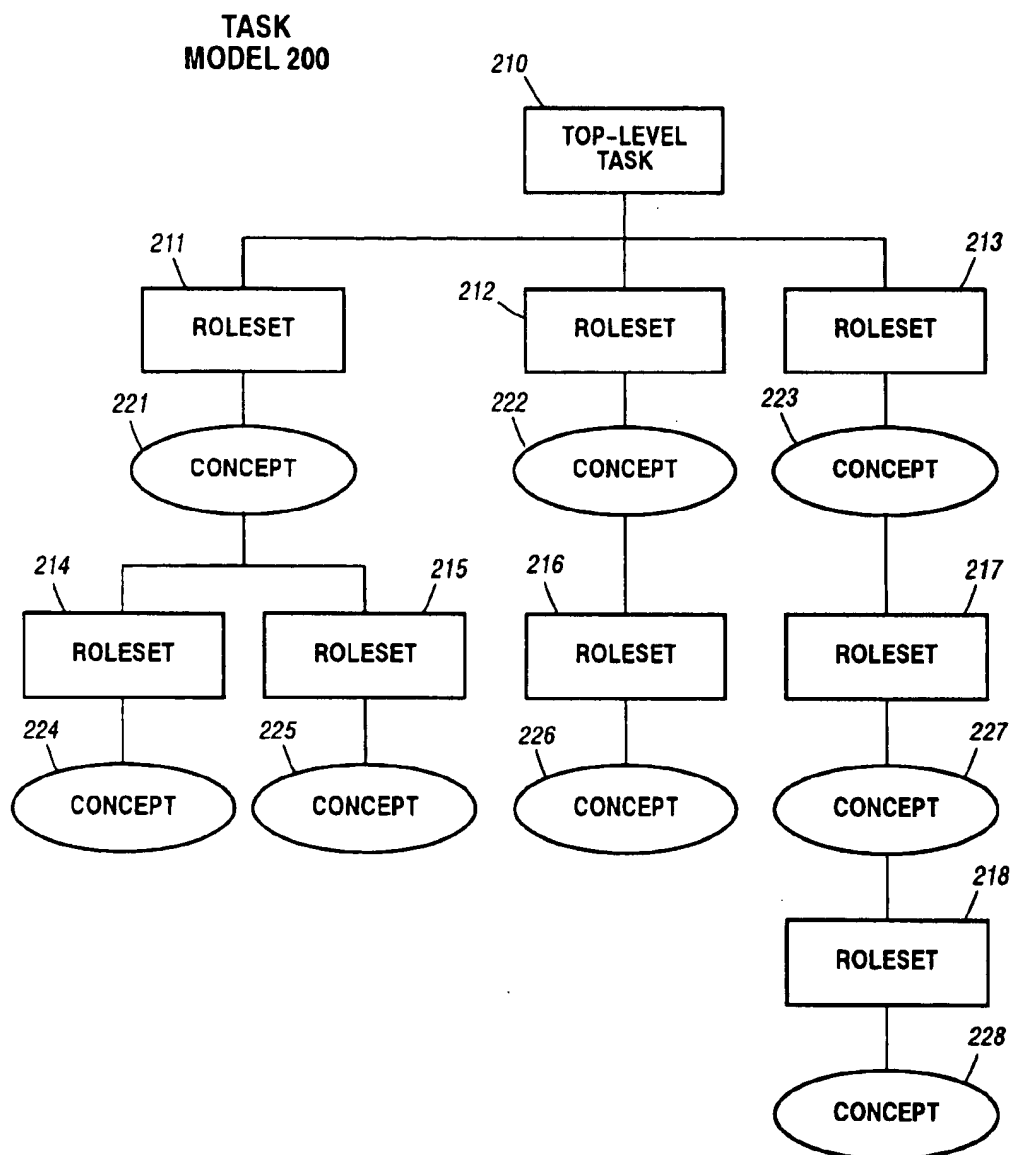 TASK
MODEL 200
210
TOP-LEVEL
TASK
211
212
213
ROLESET
ROLESET
ROLESET
221
222
223
CONCEPT
CONCEPT
CONCEPT
214
215
216
217
ROLESET
ROLESET
ROLESET
ROLESET
224
225
226
227
CONCEPT
CONCEPT
CONCEPT
CONCEPT
218
ROLESET
228
CONCEPT